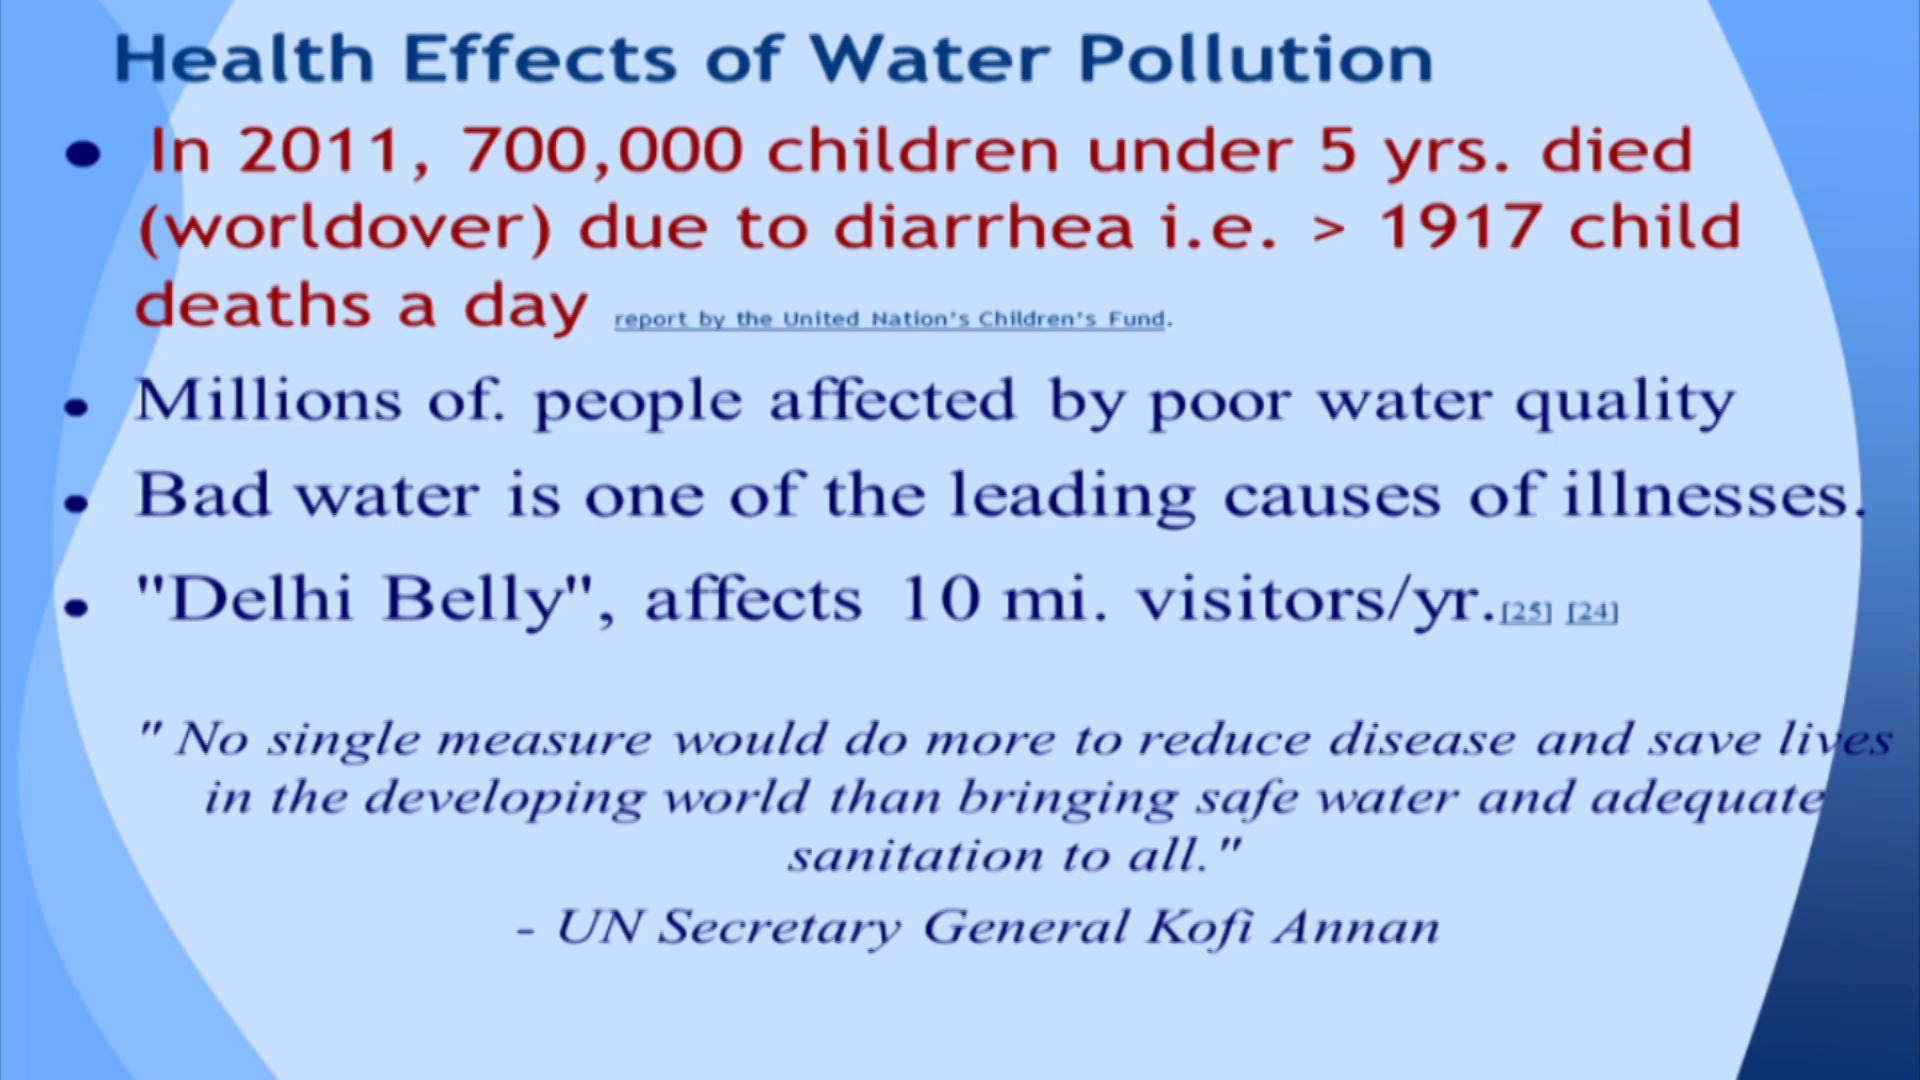 Health Effects of Water Pollution
• In 2011, 700,000 children under 5 yrs. died
(worldover) due to diarrhea i.e. > 1917 child
deaths a day report by the United Nation's Children's Fund.
• Millions of. people affected by poor water quality
• Bad water is one of the leading causes of illnesses.
• "Delhi Belly", affects 10 mi. visitors/yr.[25] [24]
" No single measure would do more to reduce disease and save lives
in the developing world than bringing safe water and adequate
sanitation to all."
- UN Secretary General Kofi Annan